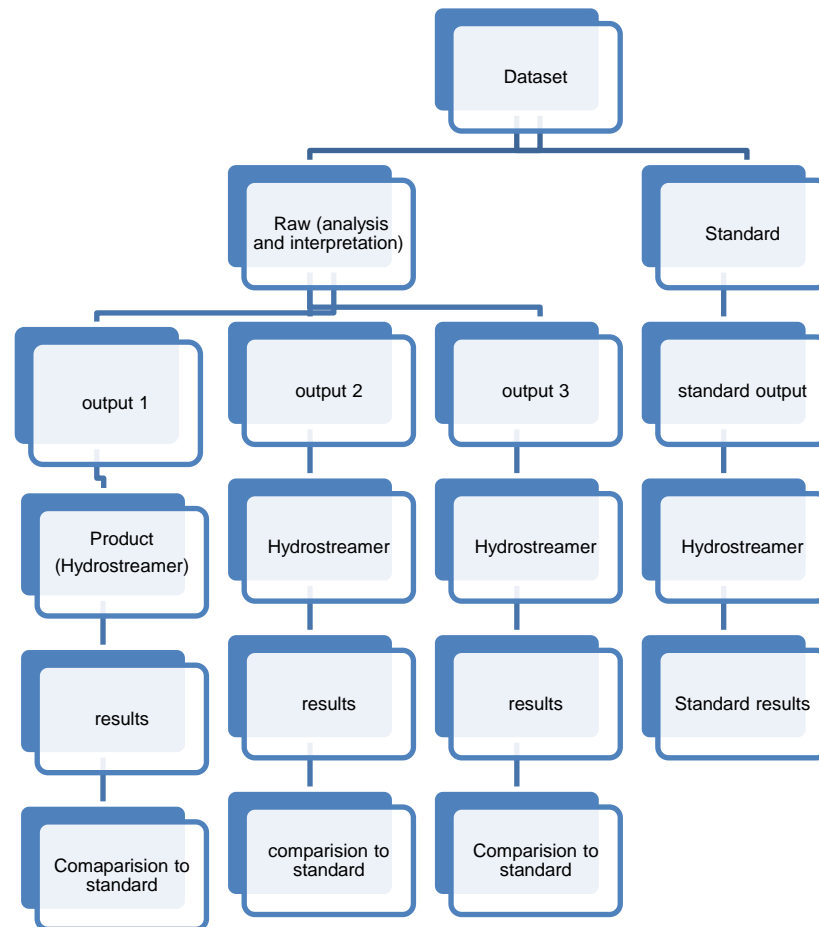 Dataset
Raw (analysis
and interpretation)
Standard
output 1
output 2
output 3
standard output
Product
(Hydrostreamer)
Hydrostreamer
Hydrostreamer
Hydrostreamer
results
results
results
Standard results
Comaparision to
standard
comparision to
standard
Comparision to
standard